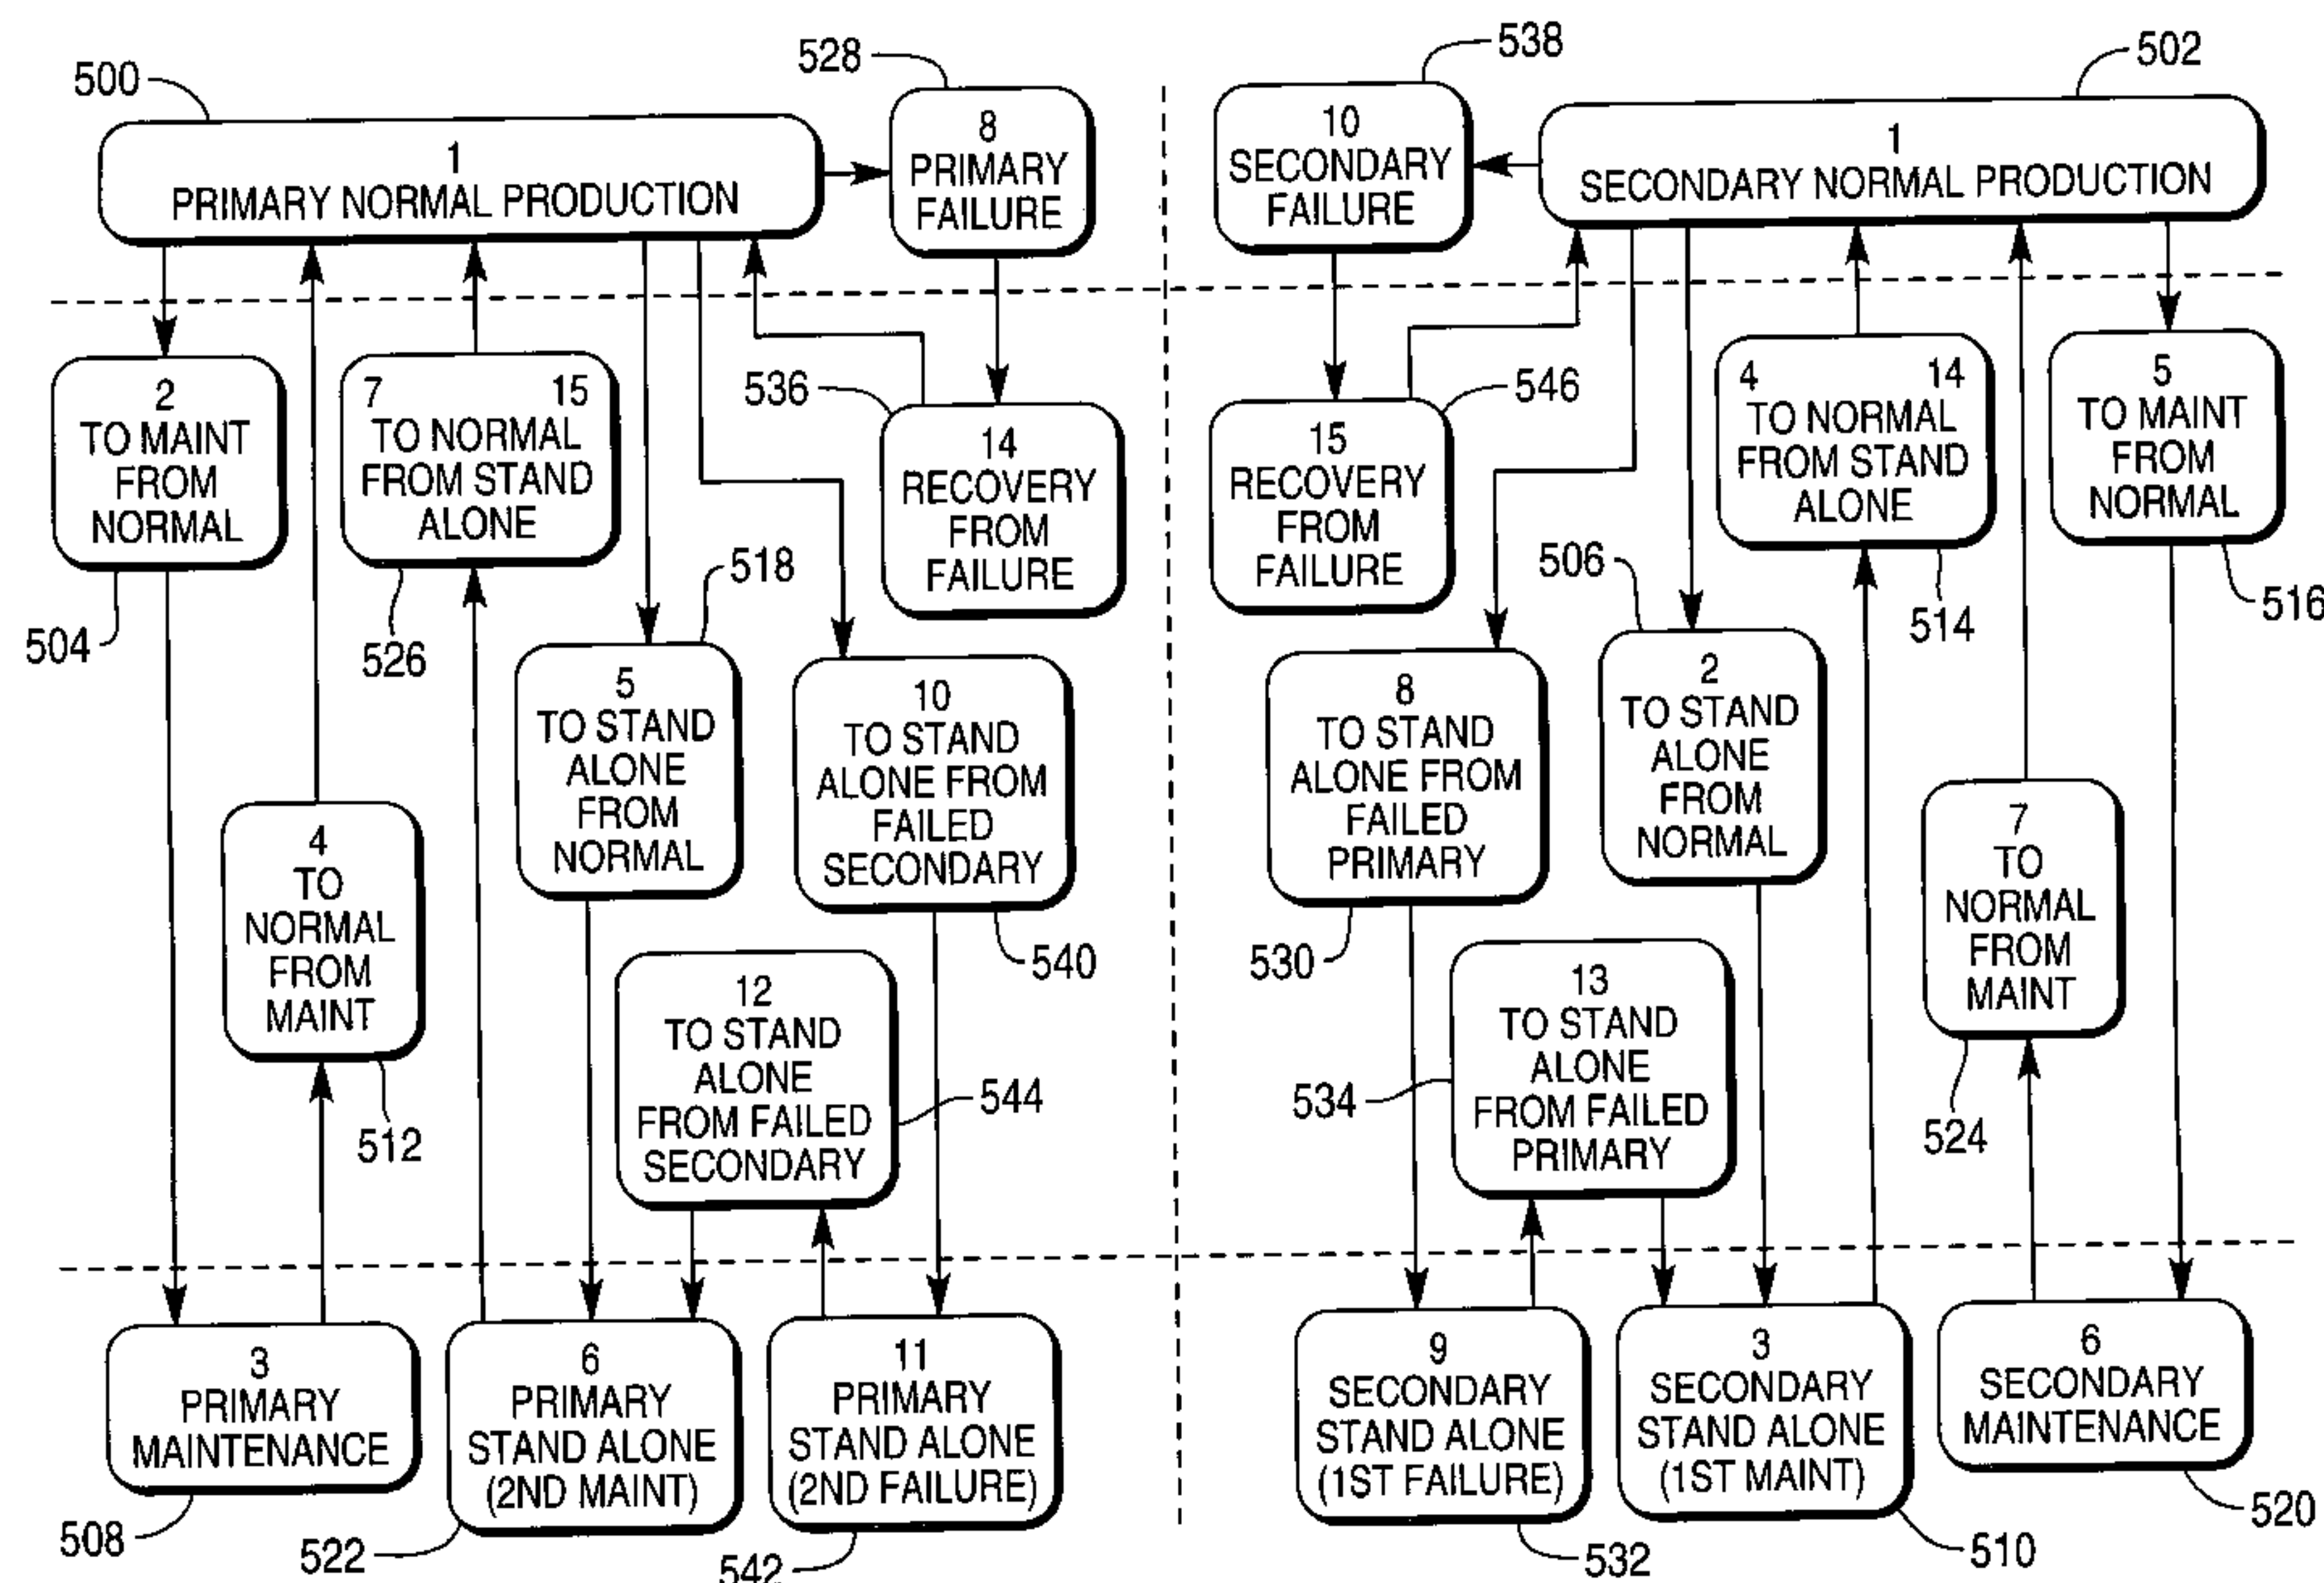 500
528
538
502
1
PRIMARY NORMAL PRODUCTION
8
PRIMARY
FAILURE
10
SECONDARY
FAILURE
1
SECONDARY NORMAL PRODUCTION
2
TO MAINT
FROM
NORMAL
504
7 15
TO NORMAL
FROM STAND
ALONE
526
536
14
RECOVERY
FROM
FAILURE
518
5
TO STAND
ALONE
FROM
NORMAL
10
TO STAND
ALONE FROM
FAILED
SECONDARY
540
4
TO
NORMAL
FROM
MAINT
512
12
TO STAND
ALONE
FROM FAILED
SECONDARY
544
3
PRIMARY
MAINTENANCE
508
6
PRIMARY
STAND ALONE
(2ND MAINT)
522
11
PRIMARY
STAND ALONE
(2ND FAILURE)
542
15
RECOVERY
FROM
FAILURE
546
4 14
TO NORMAL
FROM STAND
ALONE
514
5
TO MAINT
FROM
NORMAL
516
506
8
TO STAND
ALONE FROM
FAILED
PRIMARY
530
2
TO STAND
ALONE
FROM
NORMAL
7
TO
NORMAL
FROM
MAINT
524
534
13
TO STAND
ALONE
FROM FAILED
PRIMARY
9
SECONDARY
STAND ALONE
(1ST FAILURE)
532
3
SECONDARY
STAND ALONE
(1ST MAINT)
510
6
SECONDARY
MAINTENANCE
520